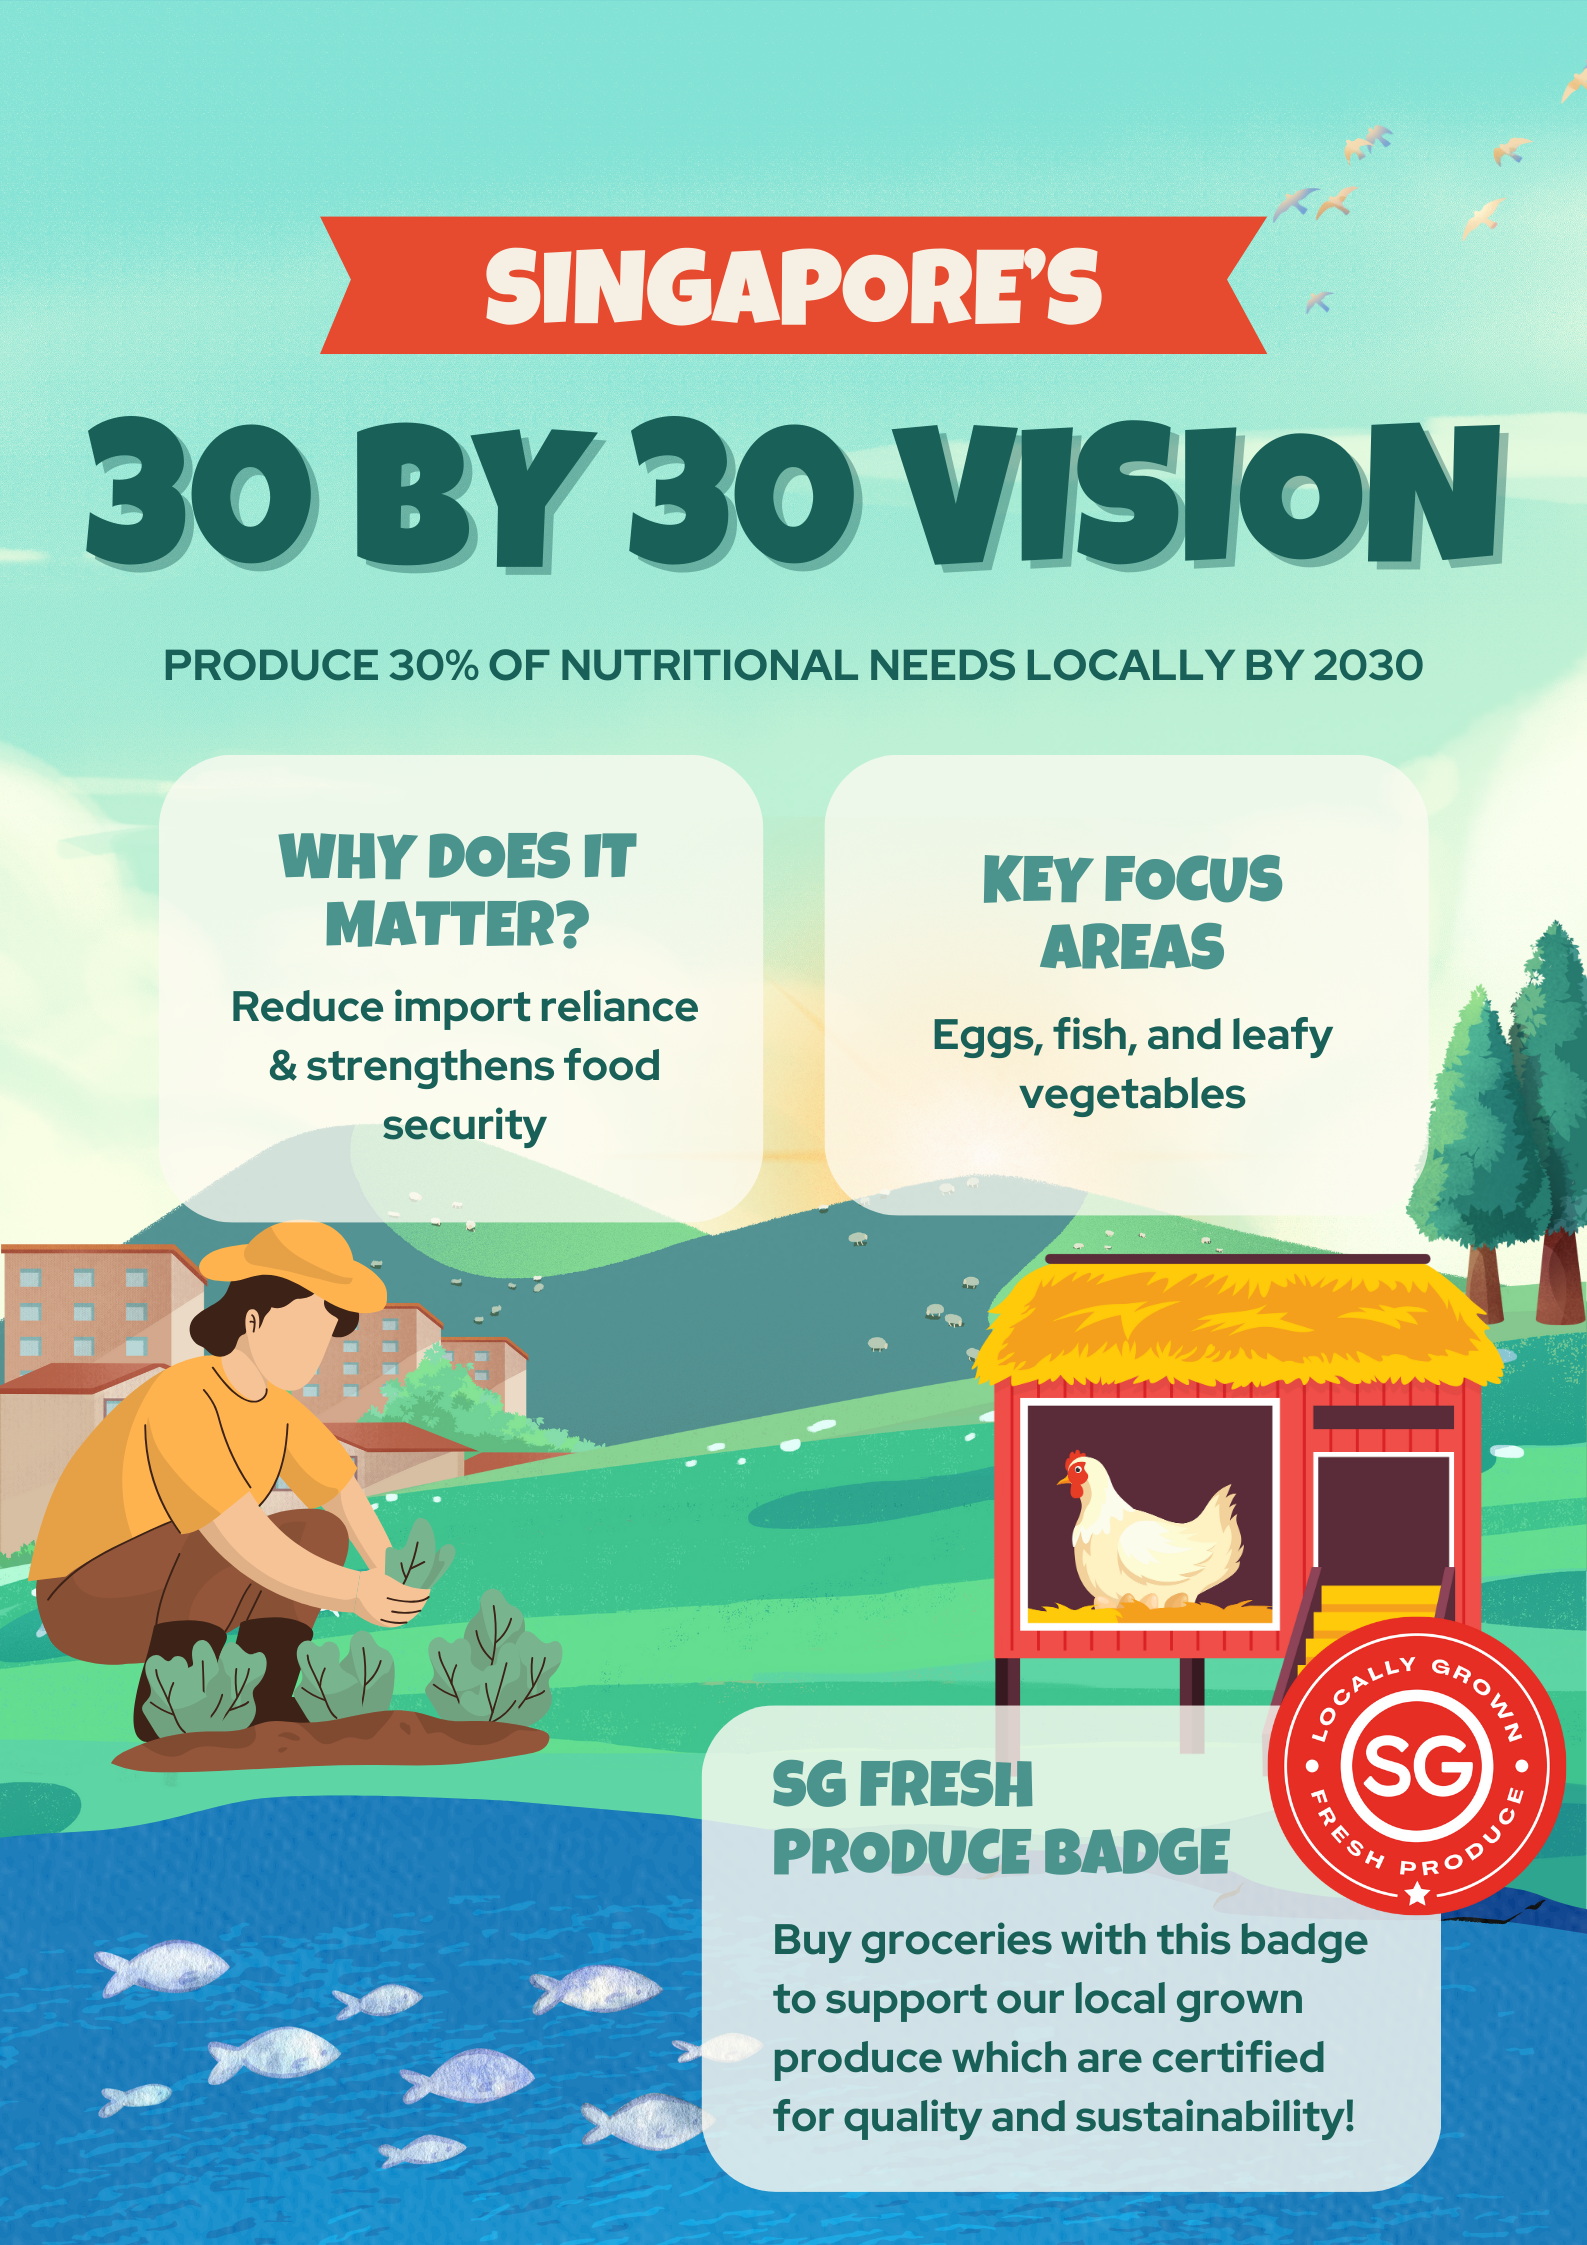 SINGAPORE'S
30 BY 30 VISION
PRODUCE 30% OF NUTRITIONAL NEEDS LOCALLY BY 2030
WHY DOES IT
MATTER?
Reduce import reliance
& strengthens food
security
KEY FOCUS
AREAS
Eggs, fish, and leafy
vegetables
SG FRESH
PRODUCE BADGE
Buy groceries with this badge
to support our local grown
produce which are certified
for quality and sustainability!
LOCALLY GROWN
SG
FRESH PRODUCE